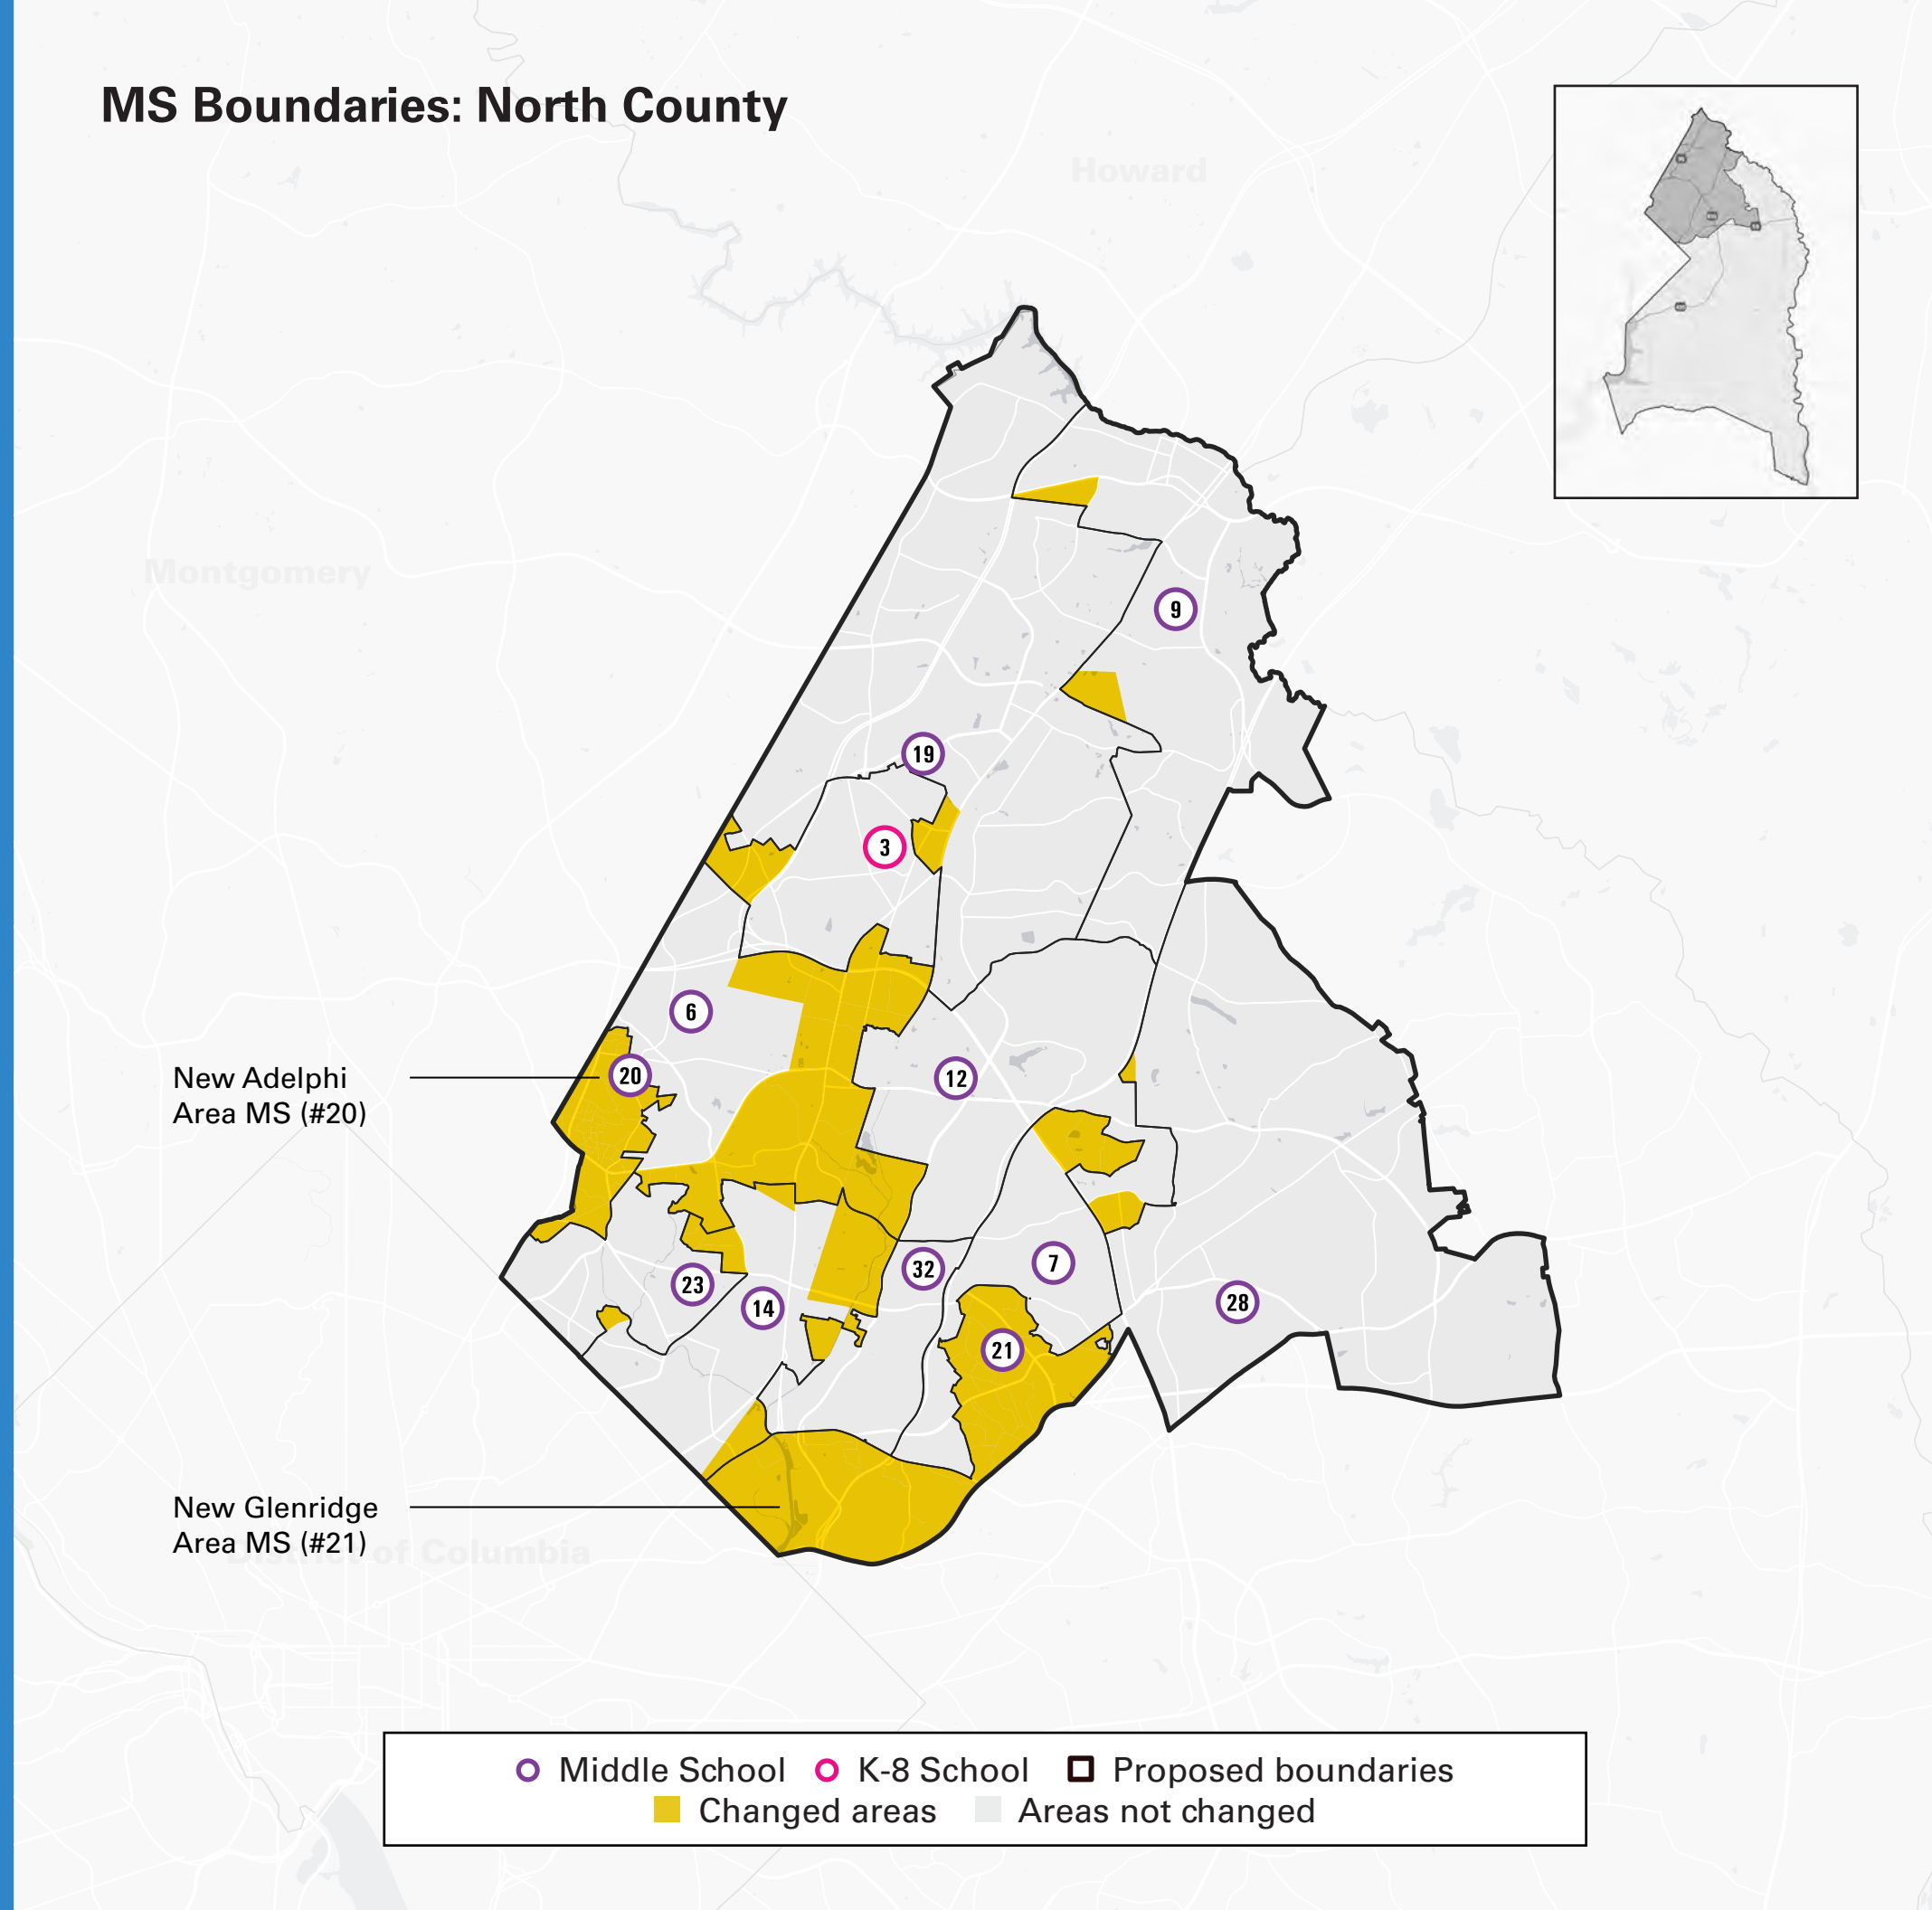 MS Boundaries: North County
Howard
Montgomery
9
19
3
6
20
12
New Adelphi
Area MS (#20)
32
7
23
14
28
21
New Glenridge
Area MS (#21)
District of Columbia
Middle School
K-8 School
Proposed boundaries
Changed areas
Areas not changed